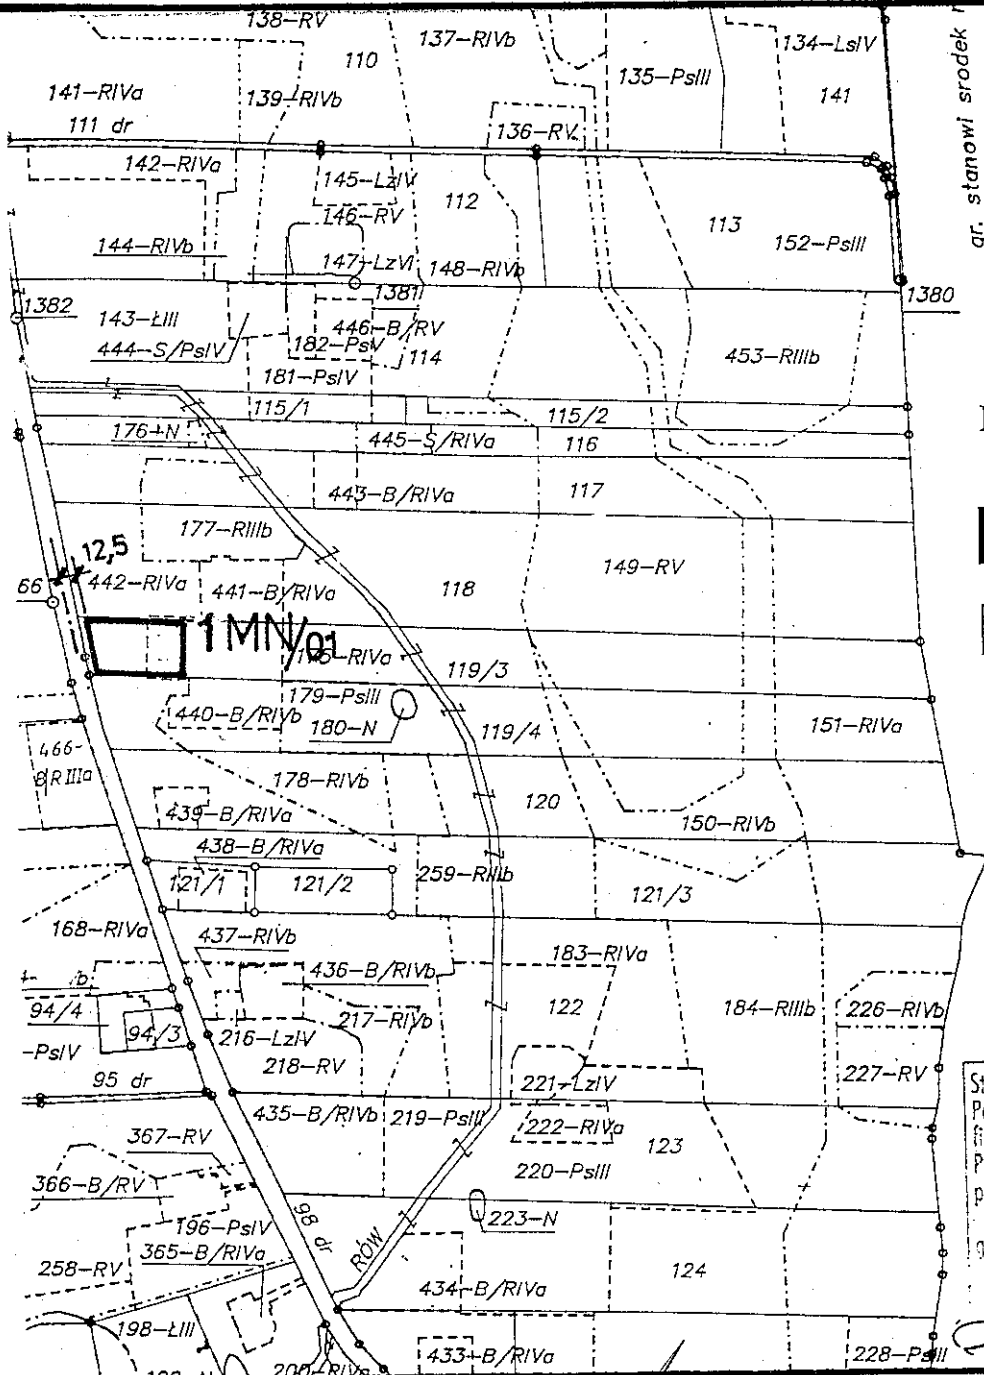 138-RV
137-RIVb
134-LsIV
110
135-PsIII
141-RIVa
139-RIVb
141
111 dr
136-RV
142-RIVa
145-LzIV
112
146-RV
113
144-RIVb
147-LzVI
148-RIVb
152-PsIII
ar. stanowi srodek
1382
143-ŁIII
1381
1380
446-B/RV
444-S/PsIV
182-PsV
114
453-RIIIb
181-PsIV
115/1
115/2
176-N
445-S/RIVa
116
443-B/RIVa
117
177-RIIIb
12,5
149-RV
66
442-RIVa
441-B/RIVa
118
1MN/01
-RIVa
119/3
179-PsIII
440-B/RIVb
180-N
119/4
151-RIVa
466-
B/RIIIa
178-RIVb
120
439-B/RIVa
150-RIVb
438-B/RIVa
259-RIIIb
121/1
121/2
121/3
168-RIVa
437-RIVb
183-RIVa
436-B/RIVb
94/4
217-RIVb
122
184-RIIIb
226-RIVb
94/3
216-LzIV
-PsIV
218-RV
221-LzIV
227-RV
95 dr
435-B/RIVb
219-PsIII
222-RIVa
123
367-RV
220-PsIII
366-B/RV
223-N
196-PsIV
98 dr
365-B/RIVa
RÓW
258-RV
434-B/RIVa
124
198-ŁIII
433-B/RIVa
228-PsIII
200-RIVa